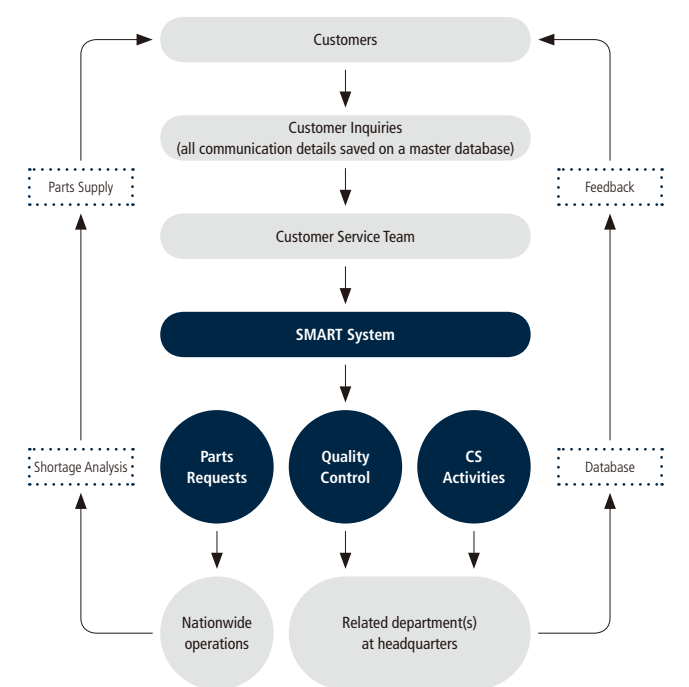 Customers
Customer Inquiries
(all communication details saved on a master database)
Parts Supply
Feedback
Customer Service Team
SMART System
Parts
Requests
Quality
Control
CS
Activities
Shortage Analysis
Database
Nationwide
operations
Related department(s)
at headquarters